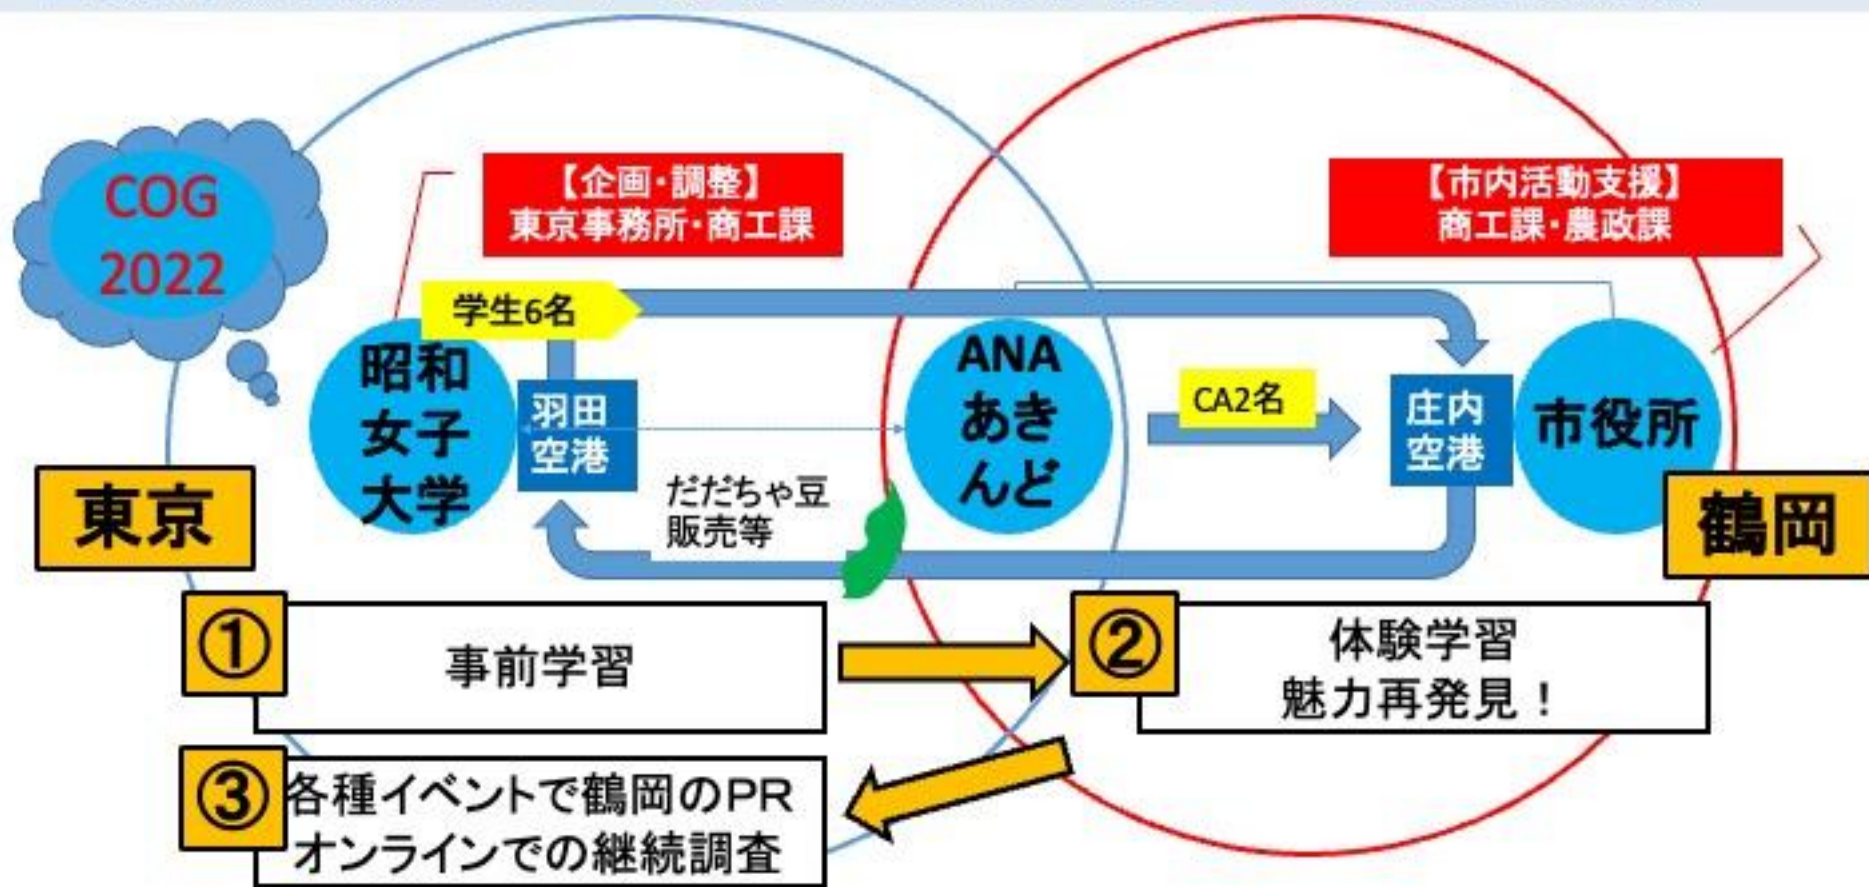 COG
2022
【企画・調整】
東京事務所・商工課
【市内活動支援】
商工課・農政課
学生6名
昭和
女子
大学
羽田
空港
ANA
あき
んど
CA2名
庄内
空港
市役所
東京
だだちゃ豆
販売等
鶴岡
①
事前学習
②
体験学習
魅力再発見！
③
各種イベントで鶴岡のPR
オンラインでの継続調査